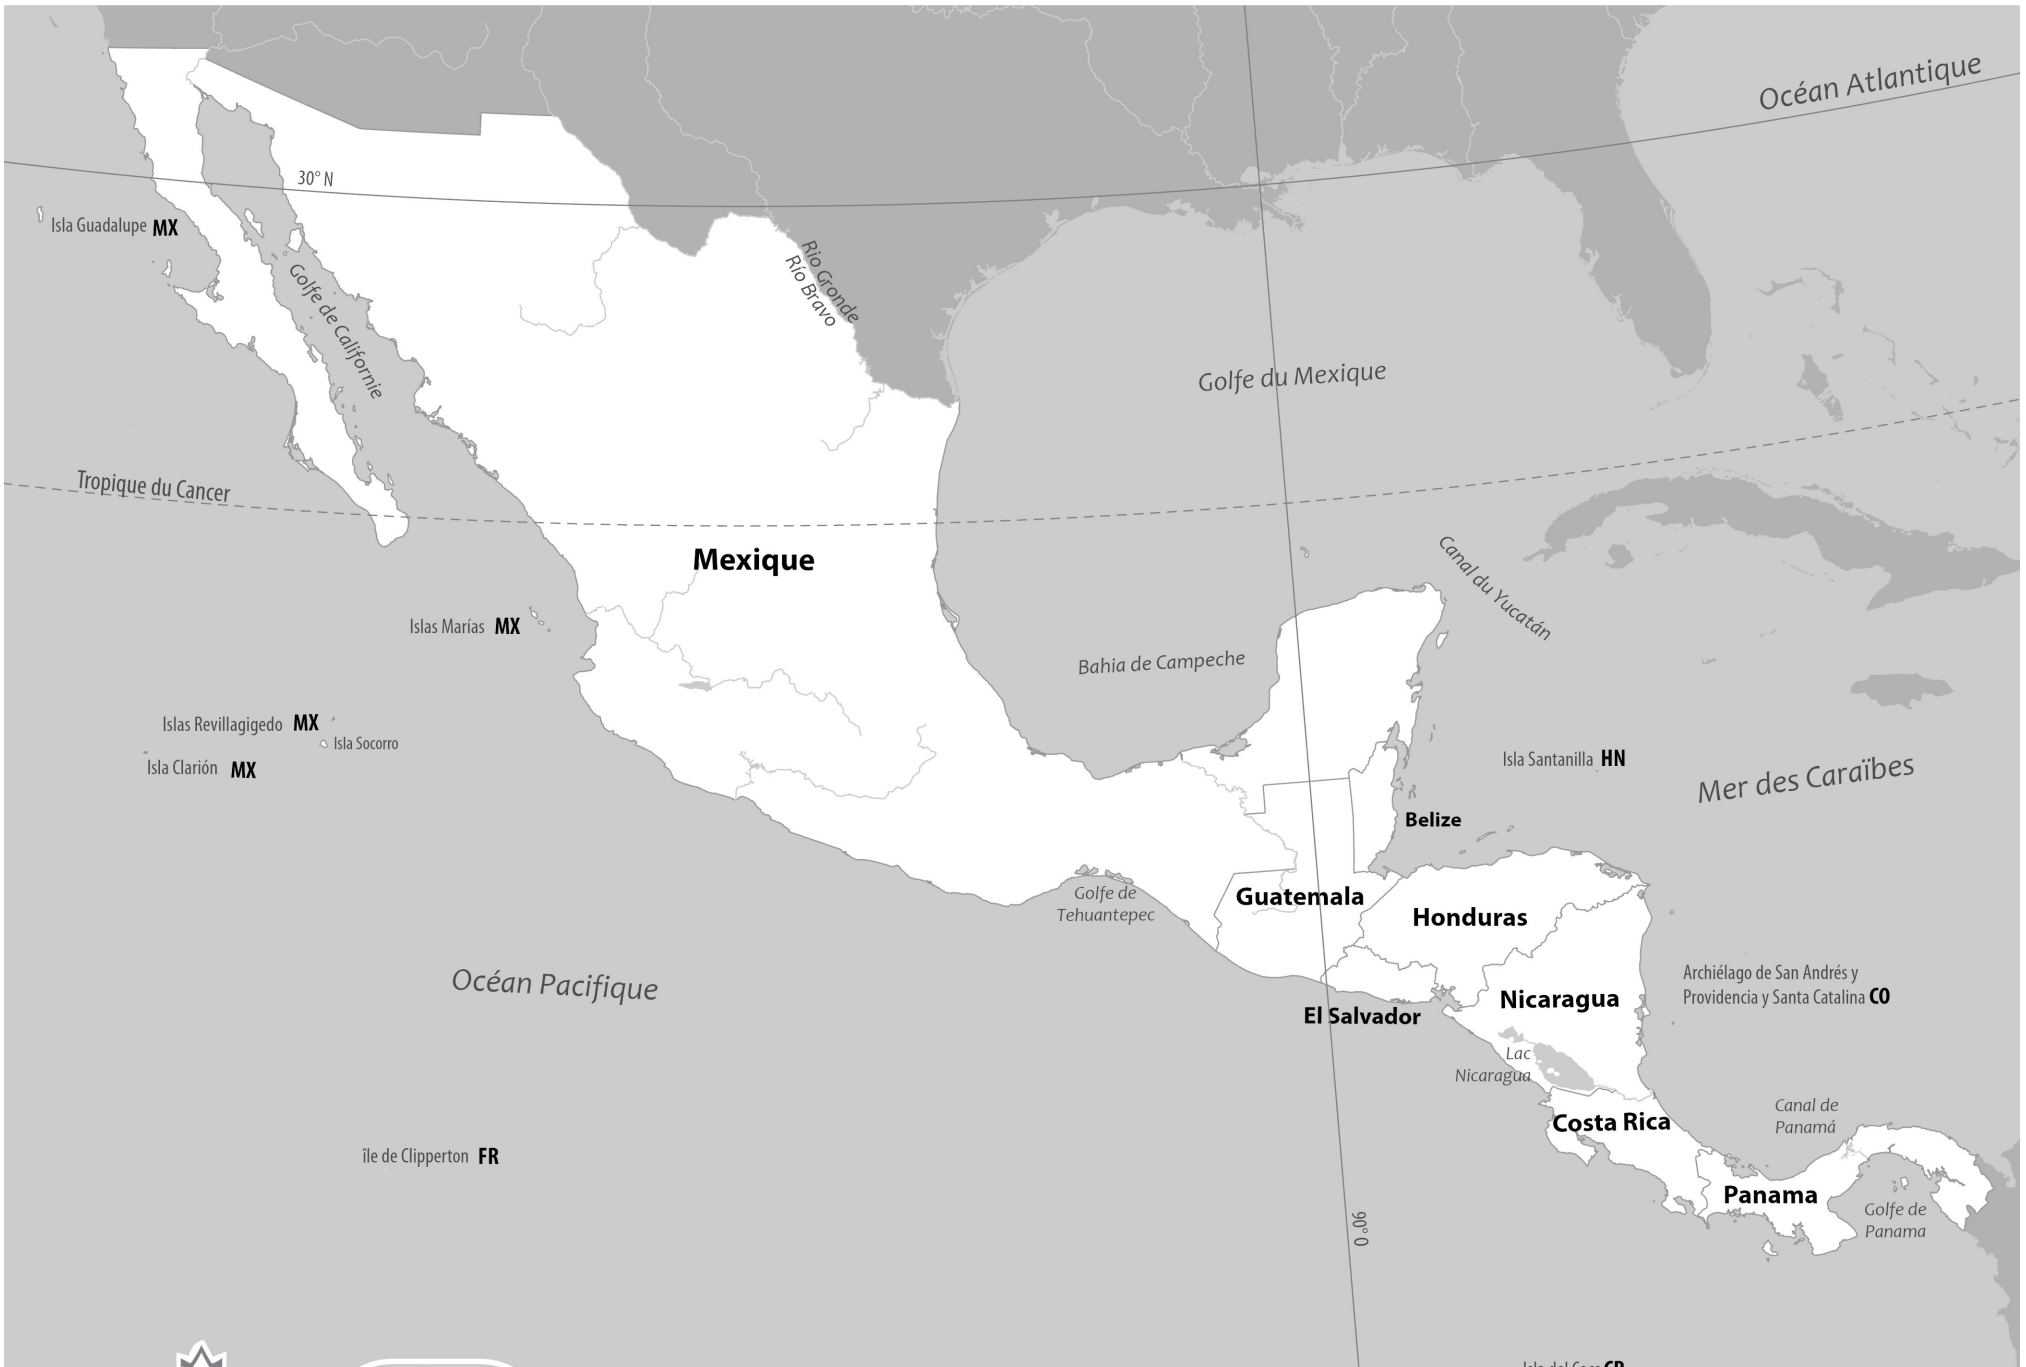 Océan Atlantique
30° N
Isla Guadalupe MX
Golfe de Californie
Rio Gronde
Río Bravo
Golfe du Mexique
Tropique du Cancer
Mexique
Canal du Yucatán
Islas Marías MX
Bahia de Campeche
Islas Revillagigedo MX
Isla Socorro
Isla Clarión MX
Isla Santanilla HN
Mer des Caraïbes
Belize
Golfe de
Tehuantepec
Guatemala
Honduras
Océan Pacifique
Archiélago de San Andrés y
Providencia y Santa Catalina CO
Nicaragua
El Salvador
Lac
Nicaragua
Canal de
Panamá
Costa Rica
île de Clipperton FR
Panama
Golfe de
Panama
90° O